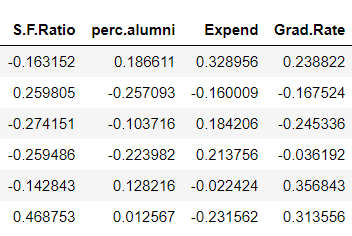 S.F.Ratio perc.alumni Expend Grad.Rate
-0.163152 0.186611 0.328956 0.238822
0.259805 -0.257093 -0.160009 -0.167524
-0.274151 -0.103716 0.184206 -0.245336
-0.259486 -0.223982 0.213756 -0.036192
-0.142843 0.128216 -0.022424 0.356843
0.468753 0.012567 -0.231562 0.313556